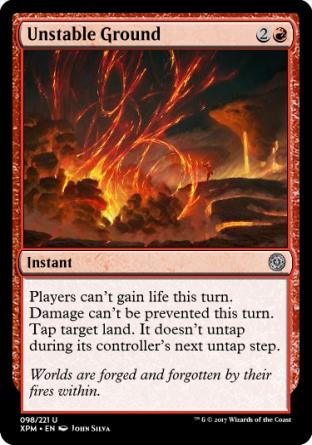 Unstable Ground 2
Instant
Players can't gain life this turn.
Damage can't be prevented this turn.
Tap target land. It doesn't untap
during its controller's next untap step.
Worlds are forged and forgotten by their
fires within.
098/221 U
XPM • EN John Silva
™ & © 2017 Wizards of the Coast